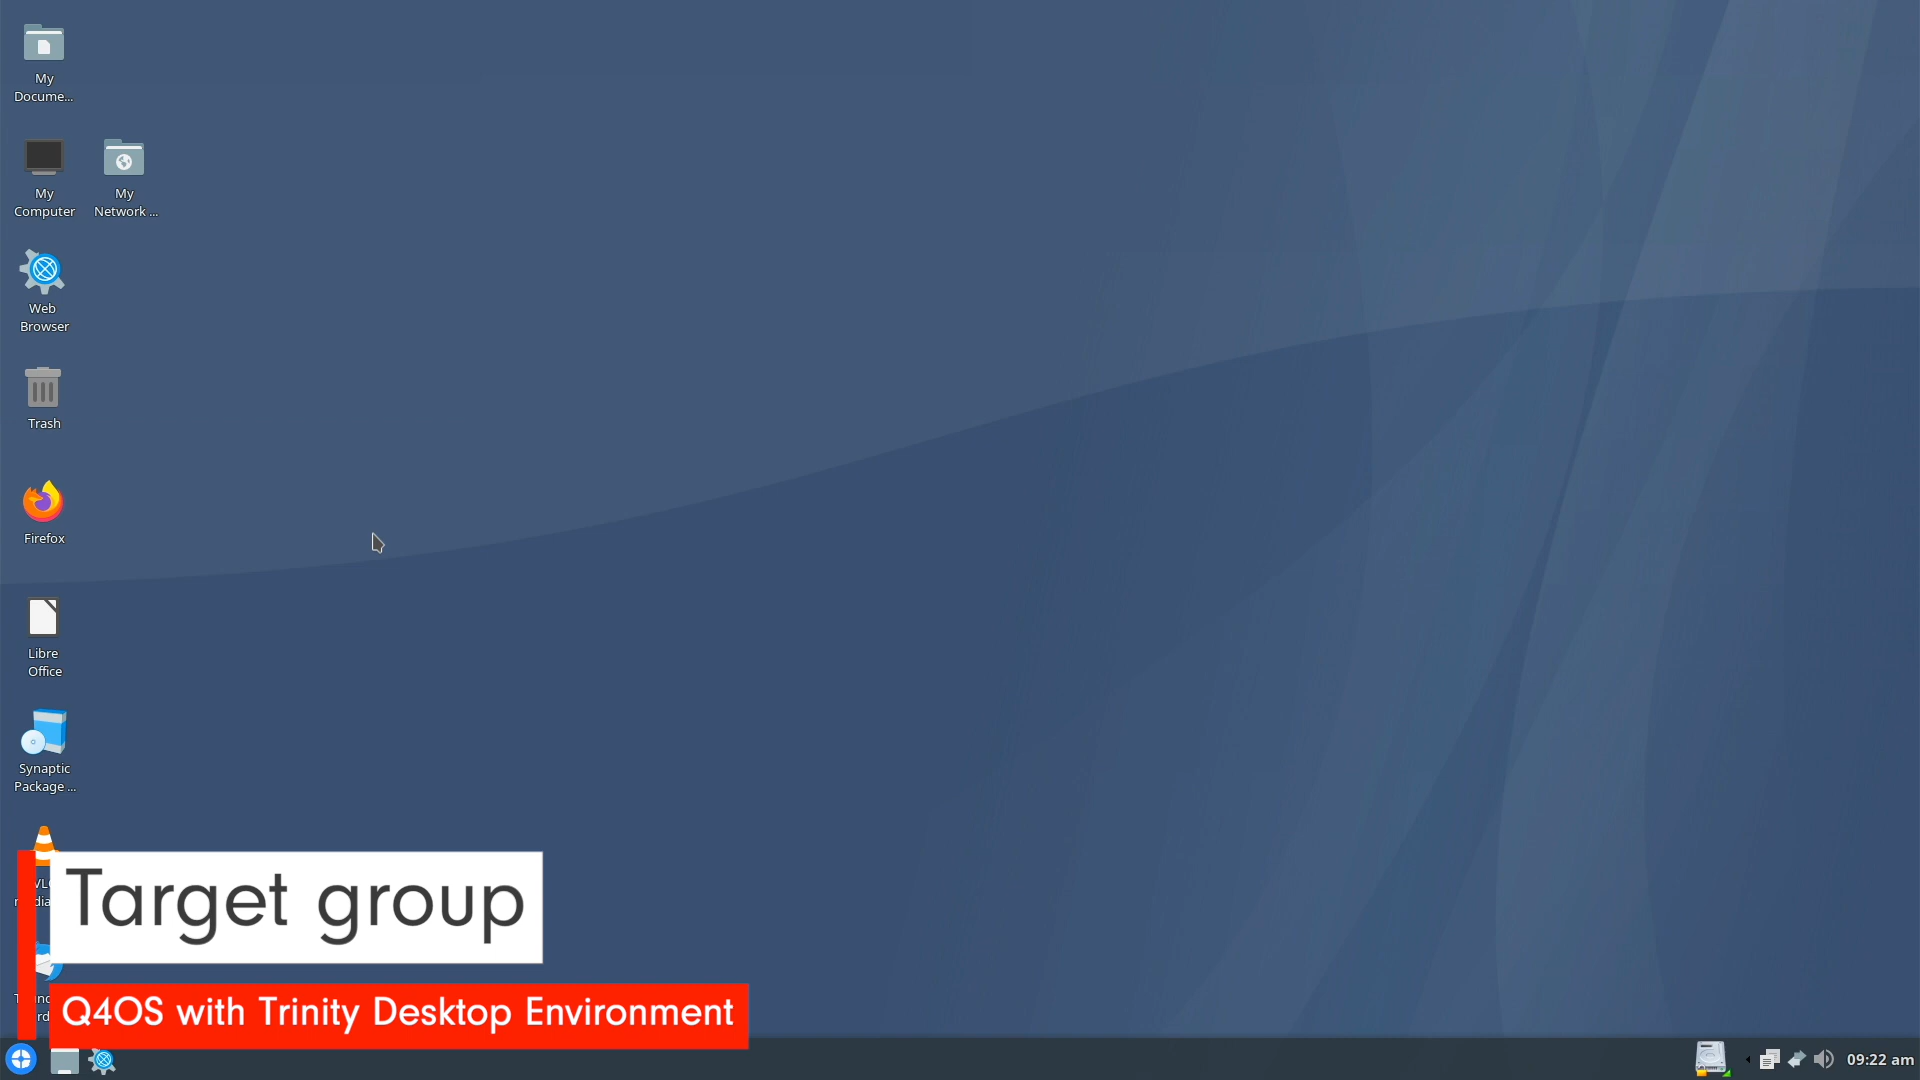 My
Docume...
My
Computer
My
Network ...
Web
Browser
Trash
Firefox
Libre
Office
Synaptic
Package ...
Target group
Q4OS with Trinity Desktop Environment
09:22 am